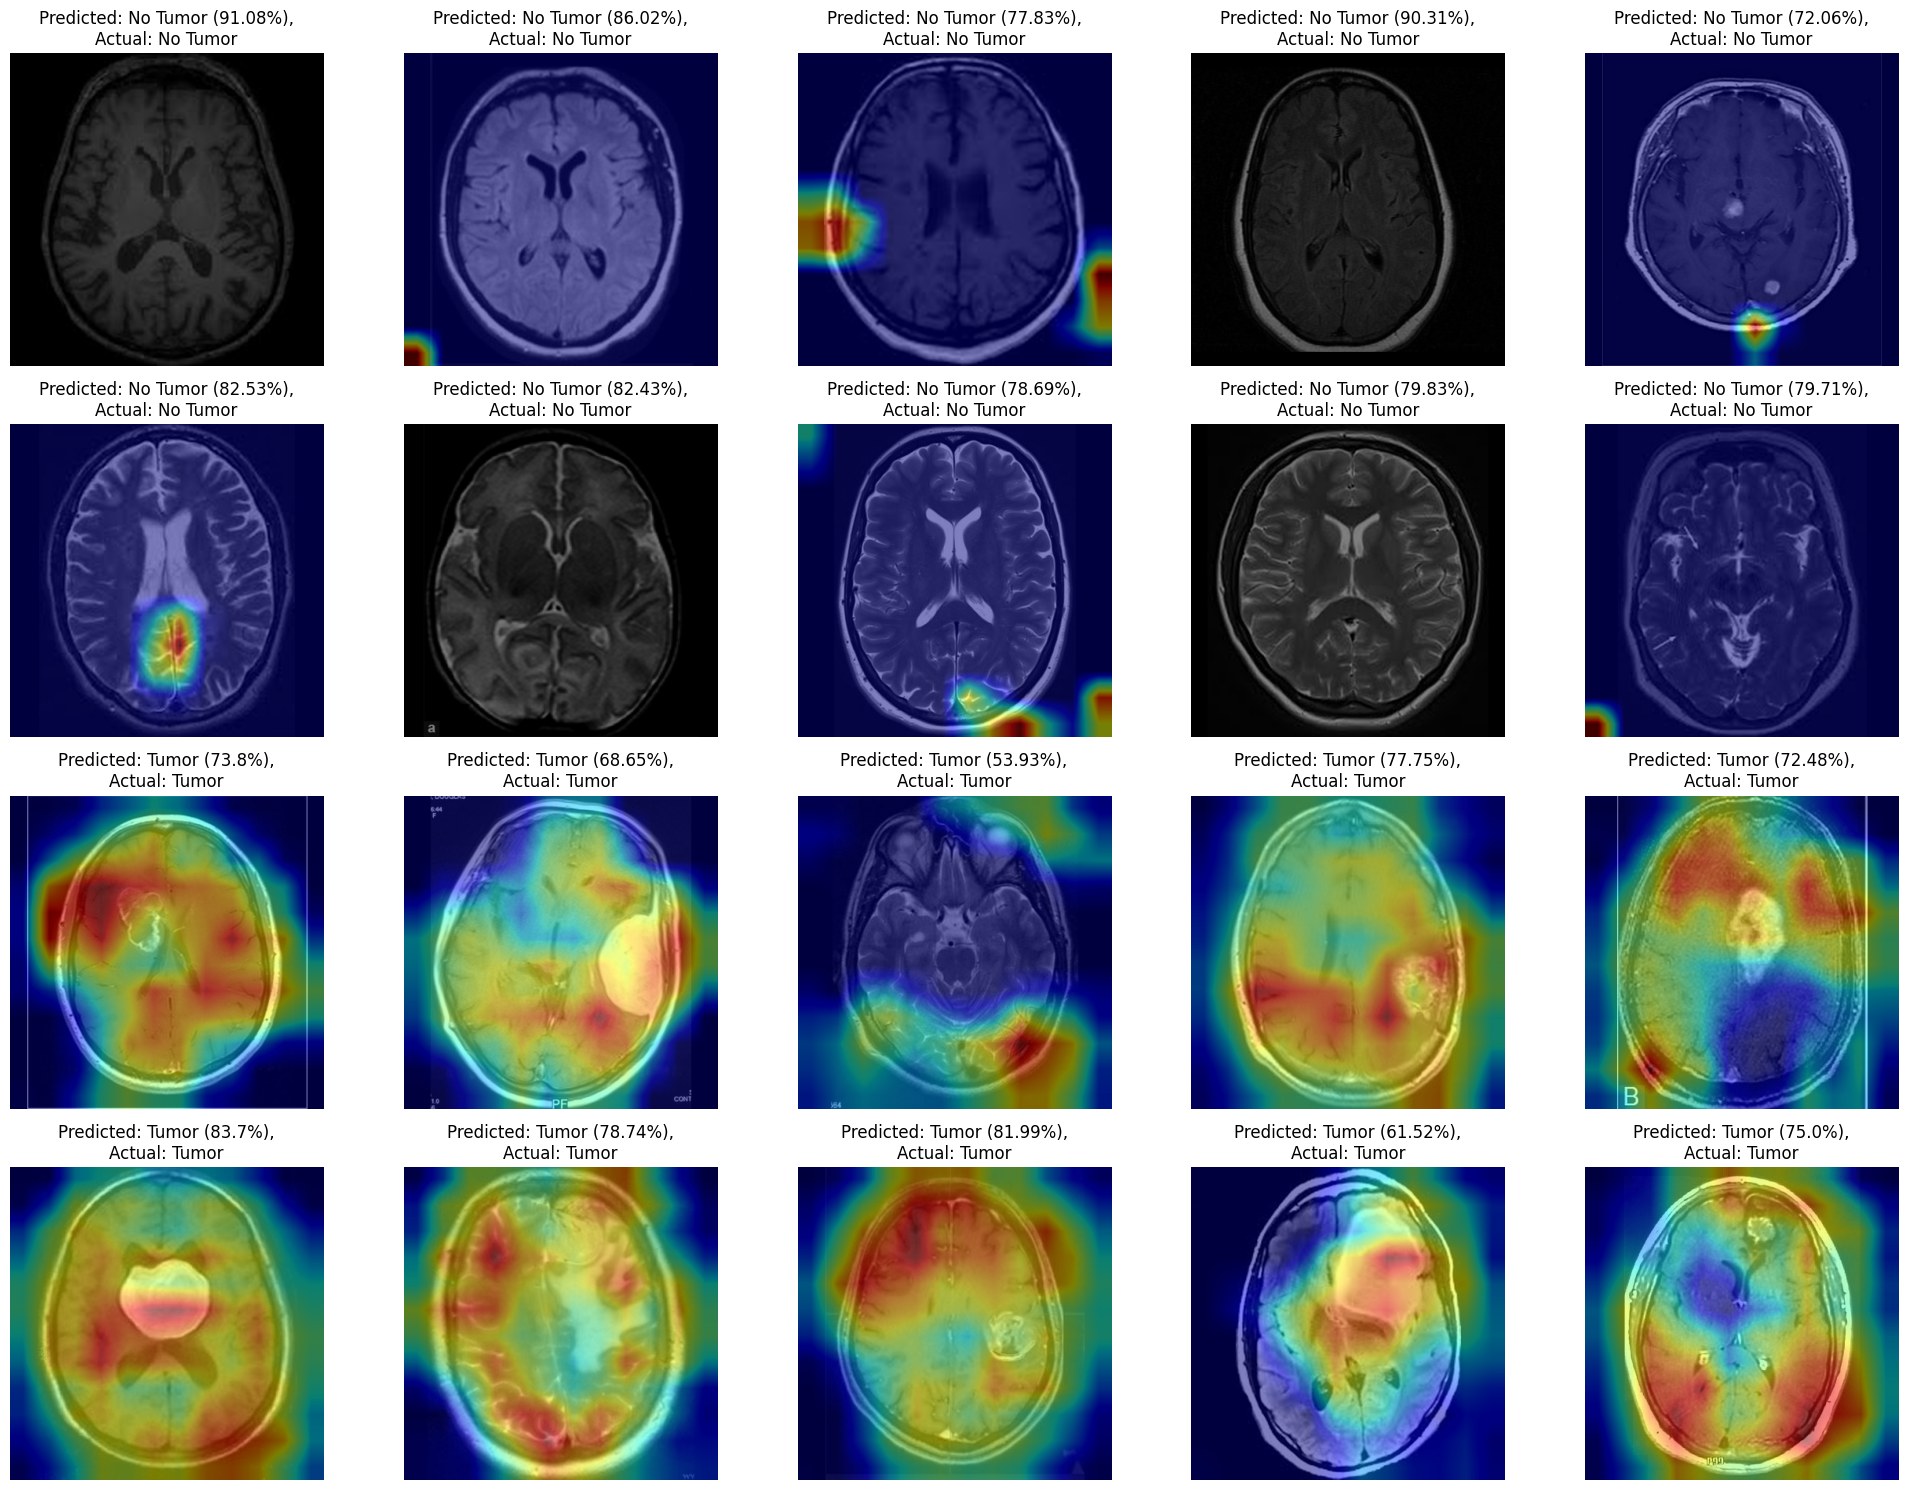 Predicted: No Tumor (91.08%),
Actual: No Tumor
Predicted: No Tumor (86.02%),
Actual: No Tumor
Predicted: No Tumor (77.83%),
Actual: No Tumor
Predicted: No Tumor (90.31%),
Actual: No Tumor
Predicted: No Tumor (72.06%),
Actual: No Tumor
Predicted: No Tumor (82.53%),
Actual: No Tumor
Predicted: No Tumor (82.43%),
Actual: No Tumor
a
Predicted: No Tumor (78.69%),
Actual: No Tumor
Predicted: No Tumor (79.83%),
Actual: No Tumor
Predicted: No Tumor (79.71%),
Actual: No Tumor
Predicted: Tumor (73.8%),
Actual: Tumor
Predicted: Tumor (68.65%),
Actual: Tumor
PF
CONT
Predicted: Tumor (53.93%),
Actual: Tumor
Predicted: Tumor (77.75%),
Actual: Tumor
Predicted: Tumor (72.48%),
Actual: Tumor
B
Predicted: Tumor (83.7%),
Actual: Tumor
Predicted: Tumor (78.74%),
Actual: Tumor
Predicted: Tumor (81.99%),
Actual: Tumor
Predicted: Tumor (61.52%),
Actual: Tumor
Predicted: Tumor (75.0%),
Actual: Tumor